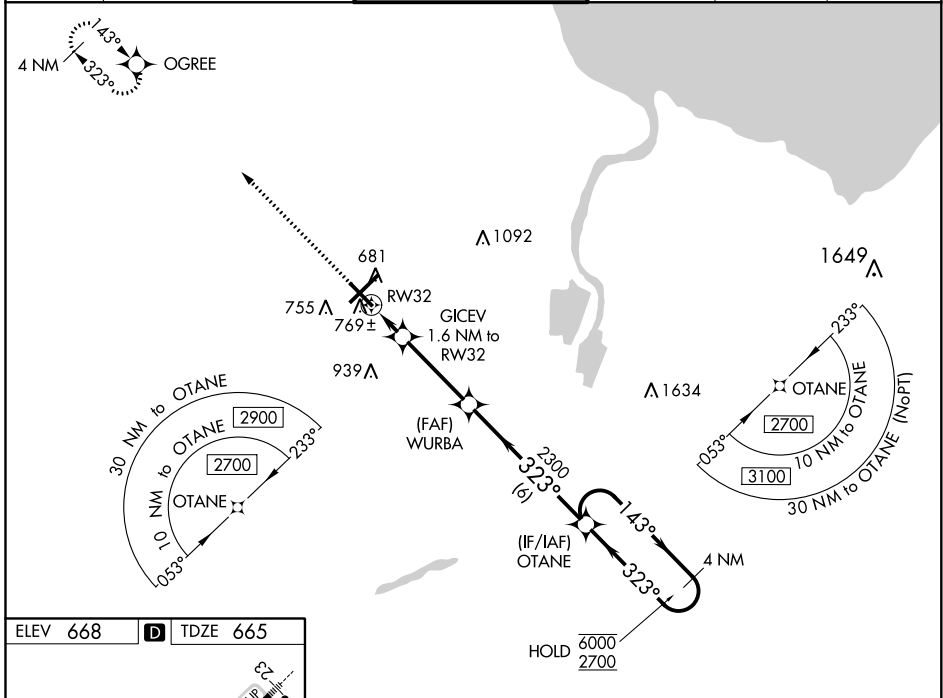 143°
4 NM
323°
OGREE
1092
1649
681
RW32
755
769±
GICEV
1.6 NM to
RW32
939
233°
OTANE
1634
(FAF)
WURBA
053°
2700
10 NM to OTANE
3100
30 NM to OTANE (NoPT)
30 NM to OTANE
2900
10 NM to OTANE
2700
233°
OTANE
053°
2300
323°
(6)
(IF/IAF)
OTANE
143°
4 NM
323°
HOLD
6000
2700
ELEV 668
D
TDZE 665
23